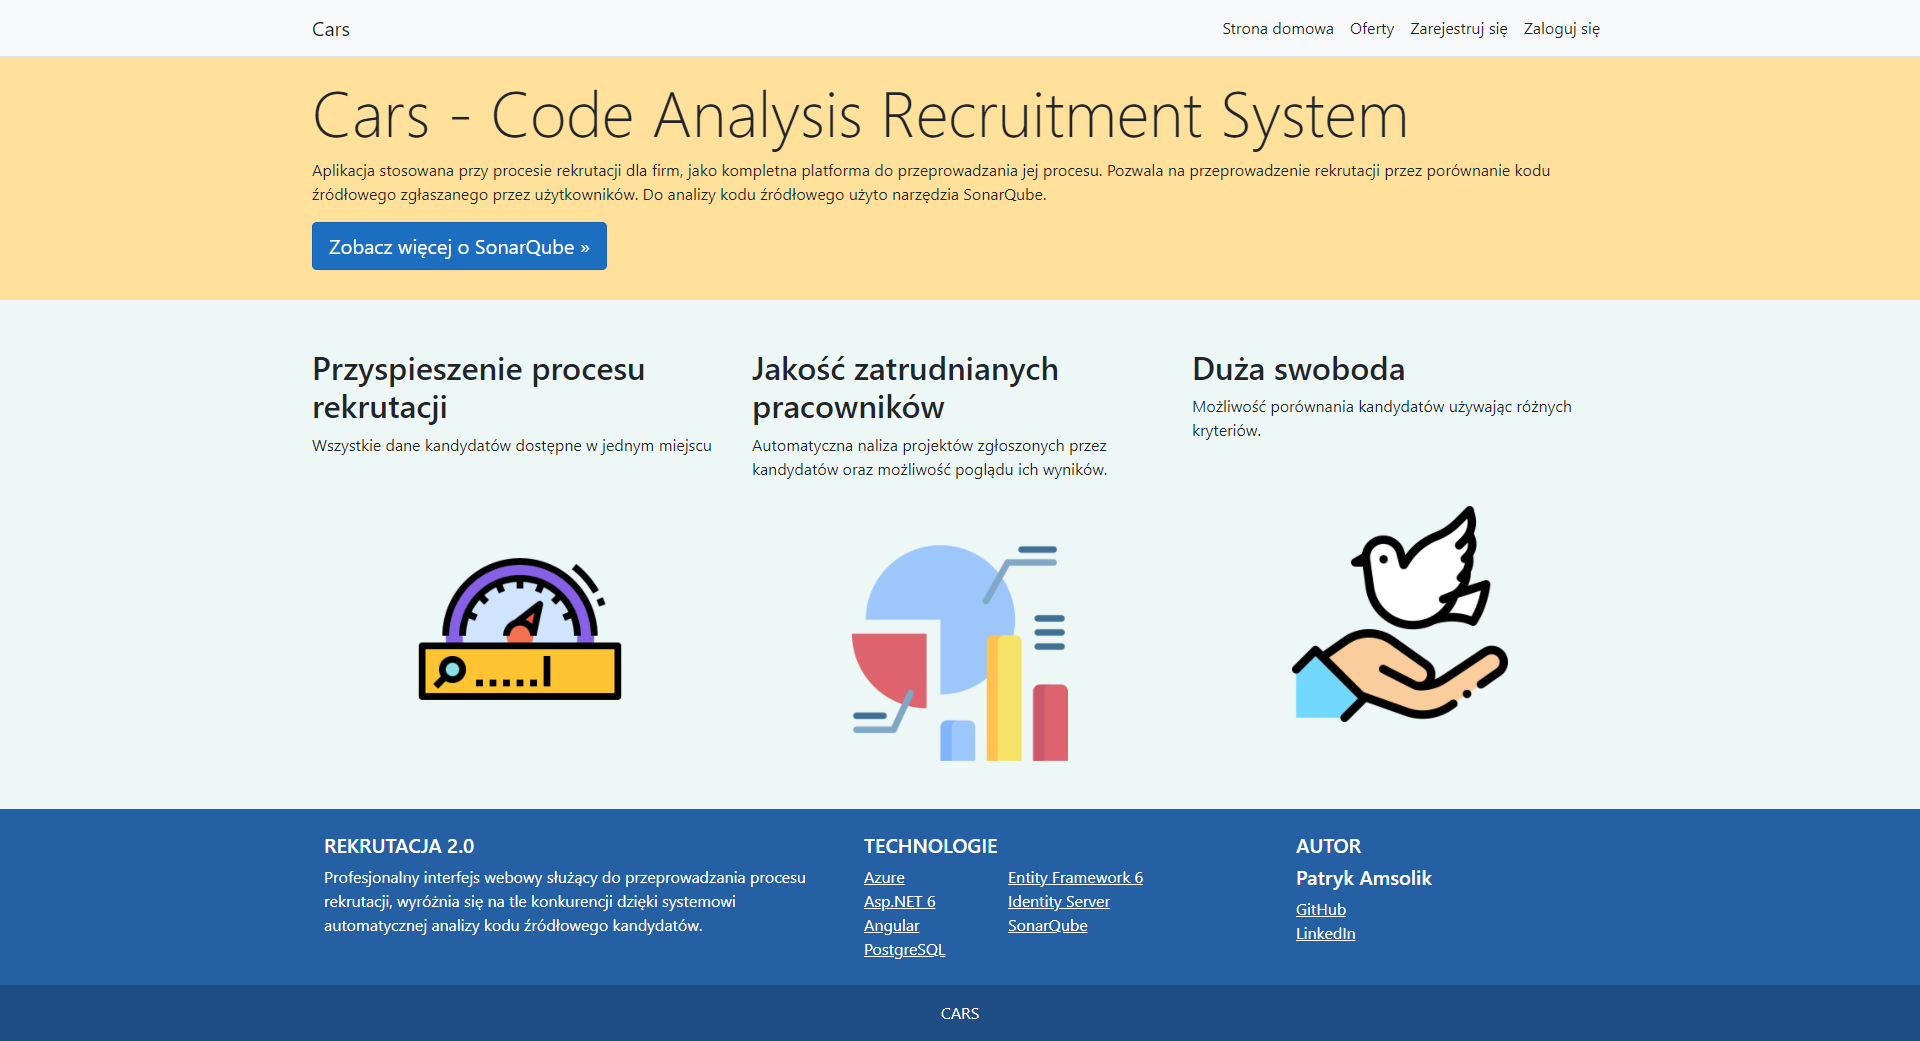 Cars
Strona domowa Oferty Zarejestruj się Zaloguj się
Cars - Code Analysis Recruitment System
Aplikacja stosowana przy procesie rekrutacji dla firm, jako kompletna platforma do przeprowadzania jej procesu. Pozwala na przeprowadzenie rekrutacji przez porównanie kodu
źródłowego zgłaszanego przez użytkowników. Do analizy kodu źródłowego użyto narzędzia SonarQube.
Zobacz więcej o SonarQube »
Przyspieszenie procesu
rekrutacji
Wszystkie dane kandydatów dostępne w jednym miejscu
Jakość zatrudnianych
pracowników
Automatyczna naliza projektów zgłoszonych przez
kandydatów oraz możliwość poglądu ich wyników.
Duża swoboda
Możliwość porównania kandydatów używając różnych
kryteriów.
REKRUTACJA 2.0
Profesjonalny interfejs webowy służący do przeprowadzania procesu
rekrutacji, wyróżnia się na tle konkurencji dzięki systemowi
automatycznej analizy kodu źródłowego kandydatów.
TECHNOLOGIE
Azure
Asp.NET 6
Angular
PostgreSQL
Entity Framework 6
Identity Server
SonarQube
AUTOR
Patryk Amsolik
GitHub
LinkedIn
CARS